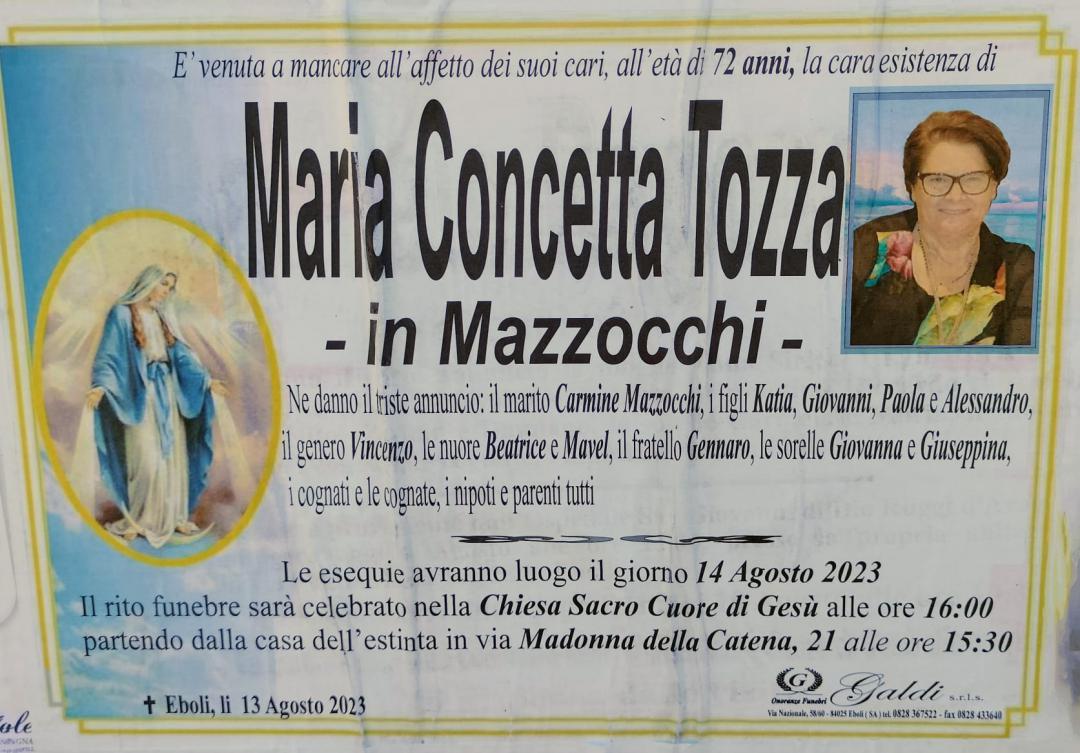 E' venuta a mancare all'affetto dei suoi cari, all'età di 72 anni, la cara esistenza di
Maria Concetta Tozza
- in Mazzocchi -
Ne danno il triste annuncio: il marito Carmine Mazzocchi, i figli Katia, Giovanni, Paola e Alessandro,
il genero Vincenzo, le nuore Beatrice e Mavel, il fratello Gennaro, le sorelle Giovanna e Giuseppina,
i cognati e le cognate, i nipoti e parenti tutti
Le esequie avranno luogo il giorno 14 Agosto 2023
Il rito funebre sarà celebrato nella Chiesa Sacro Cuore di Gesù alle ore 16:00
partendo dalla casa dell'estinta in via Madonna della Catena, 21 alle ore 15:30
✝ Eboli, li 13 Agosto 2023
G
Onoranze Funebri
Galdi s.r.l.s.
Via Nazionale, 58/60 - 84025 Eboli ( SA ) tel. 0828 367522 - fax 0828 433640